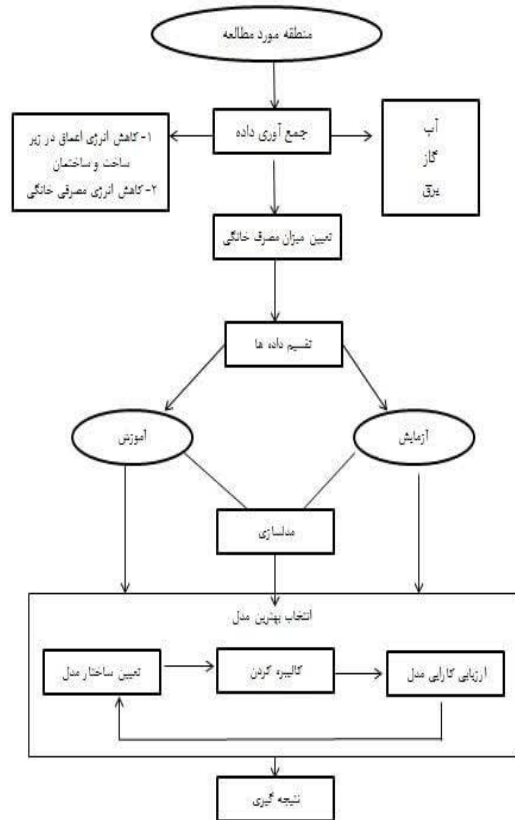 منطقه مورد مطالعه
جمع آوری داده
آب
گاز
برق
۱- کاهش انرژی اعماق در زیر
ساخت و ساختمان
۲- کاهش انرژی مصرفی خانگی
تعیین میزان مصرف خانگی
تقسیم داده ها
آزمایش
آموزش
مدلسازی
انتخاب بهترین مدل
تعیین ساختار مدل
کالیبره کردن
ارزیابی کارایی مدل
نتیجه گیری